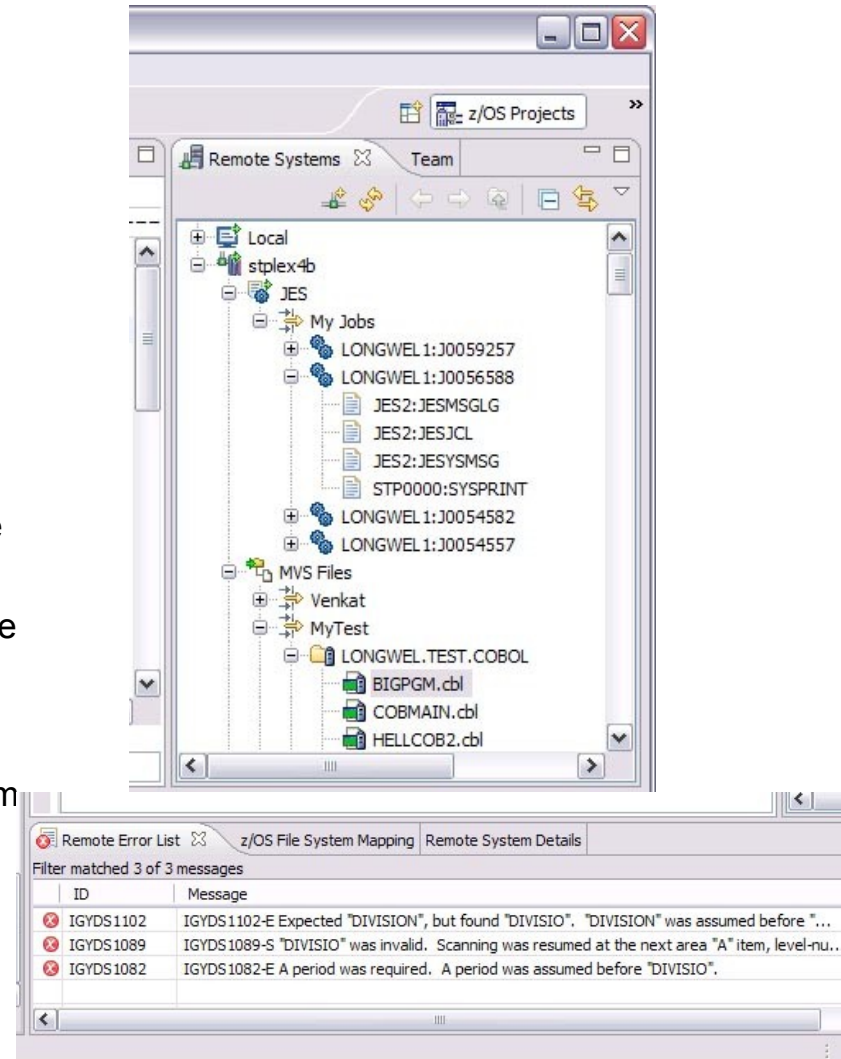 z/OS Projects
»
Remote Systems Team
Local
stplex4b
JES
My Jobs
LONGWEL1:J0059257
LONGWEL1:J0056588
JES2:JESMSGLG
JES2:JESJCL
JES2:JESYSMSG
STP0000:SYSPRINT
LONGWEL1:J0054582
LONGWEL1:J0054557
MVS Files
Venkat
MyTest
LONGWEL.TEST.COBOL
BIGPGM.cbl
COBMAIN.cbl
HELLCOB2.cbl
e
e
m
Remote Error List z/OS File System Mapping Remote System Details
Filter matched 3 of 3 messages
ID Message
IGYDS1102 IGYDS1102-E Expected "DIVISION", but found "DIVISIO". "DIVISION" was assumed before "...
IGYDS1089 IGYDS1089-S "DIVISIO" was invalid. Scanning was resumed at the next area "A" item, level-nu...
IGYDS1082 IGYDS1082-E A period was required. A period was assumed before "DIVISIO".